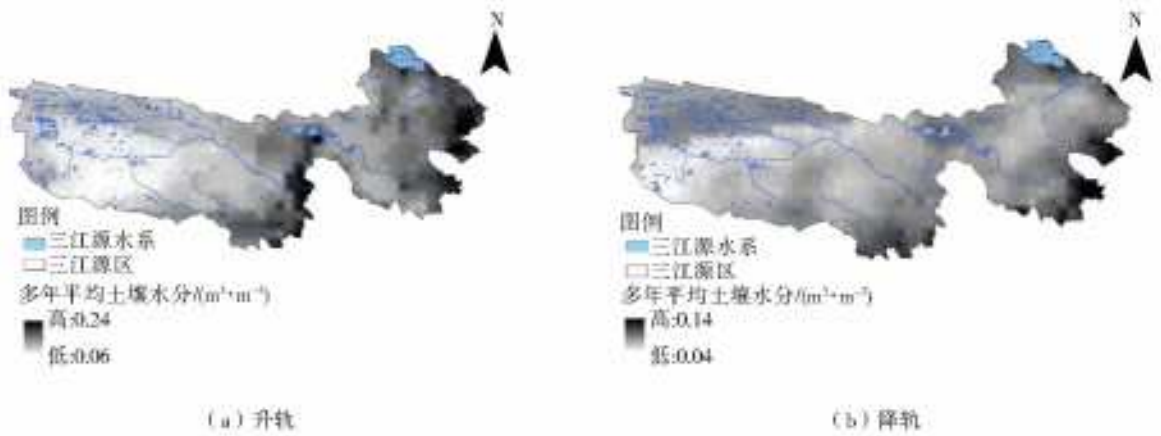 N
图例
三江源水系
三江源区
多年平均土壤水分/(m³•m⁻³)
高:0.24
低:0.06
(a)升轨
N
图例
三江源水系
三江源区
多年平均土壤水分/(m³•m⁻³)
高:0.14
低:0.04
(b)降轨